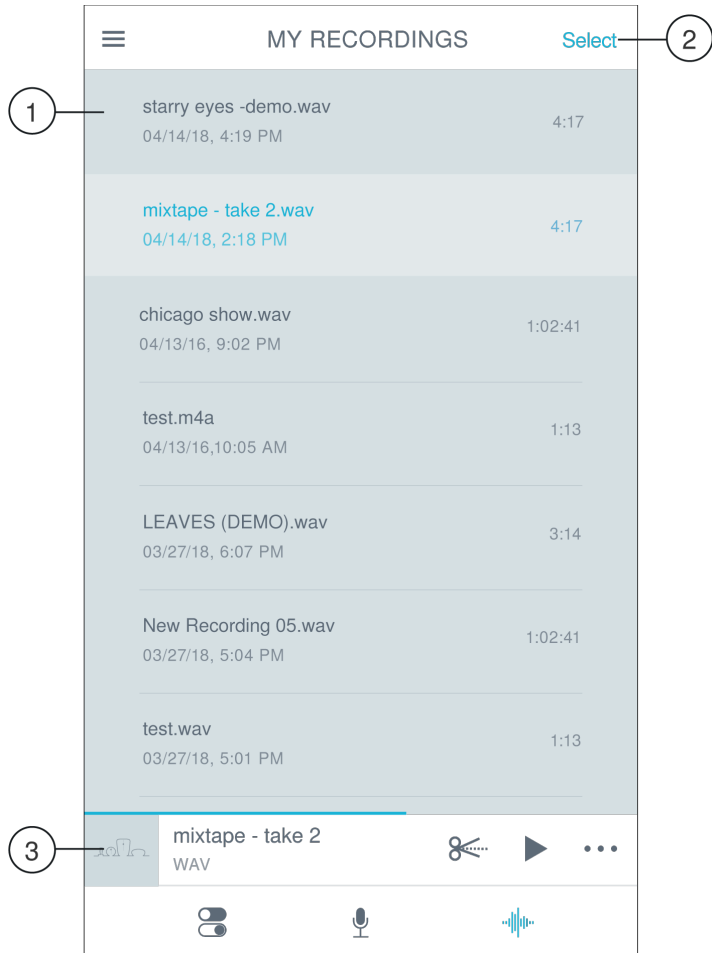 MY RECORDINGS
Select
2
1
starry eyes -demo.wav
04/14/18, 4:19 PM
4:17
mixtape - take 2.wav
04/14/18, 2:18 PM
4:17
chicago show.wav
04/13/16, 9:02 PM
1:02:41
test.m4a
04/13/16,10:05 AM
1:13
LEAVES (DEMO).wav
03/27/18, 6:07 PM
3:14
New Recording 05.wav
03/27/18, 5:04 PM
1:02:41
test.wav
03/27/18, 5:01 PM
1:13
3
mixtape - take 2
WAV